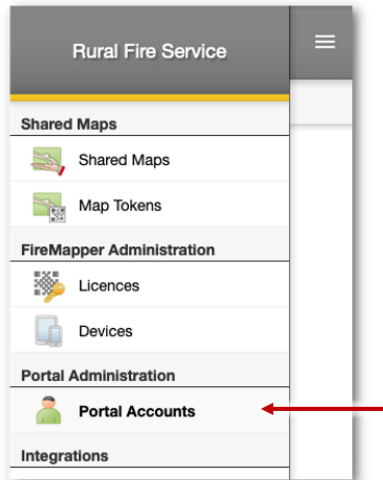 Rural Fire Service
Shared Maps
Shared Maps
Map Tokens
FireMapper Administration
Licences
Devices
Portal Administration
Portal Accounts
Integrations